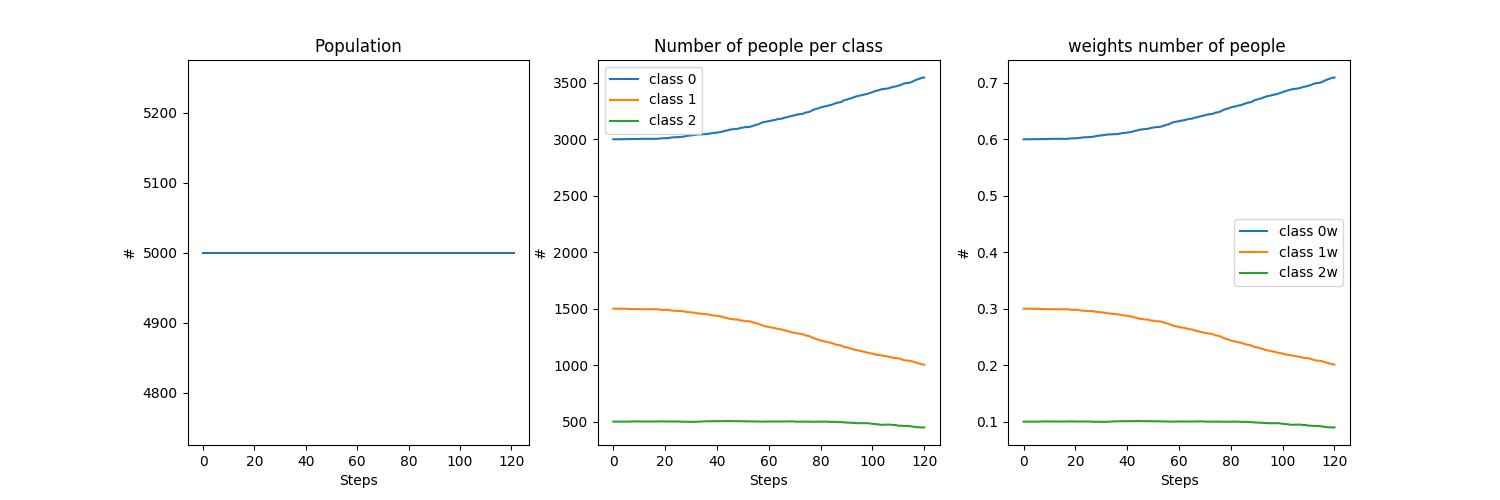 Population
#
5200
5100
5000
4900
4800
0 20 40 60 80 100 120
Steps
Number of people per class
#
3500
3000
2500
2000
1500
1000
500
class 0
class 1
class 2
0 20 40 60 80 100 120
Steps
weights number of people
#
0.7
0.6
0.5
0.4
0.3
0.2
0.1
class 0w
class 1w
class 2w
0 20 40 60 80 100 120
Steps